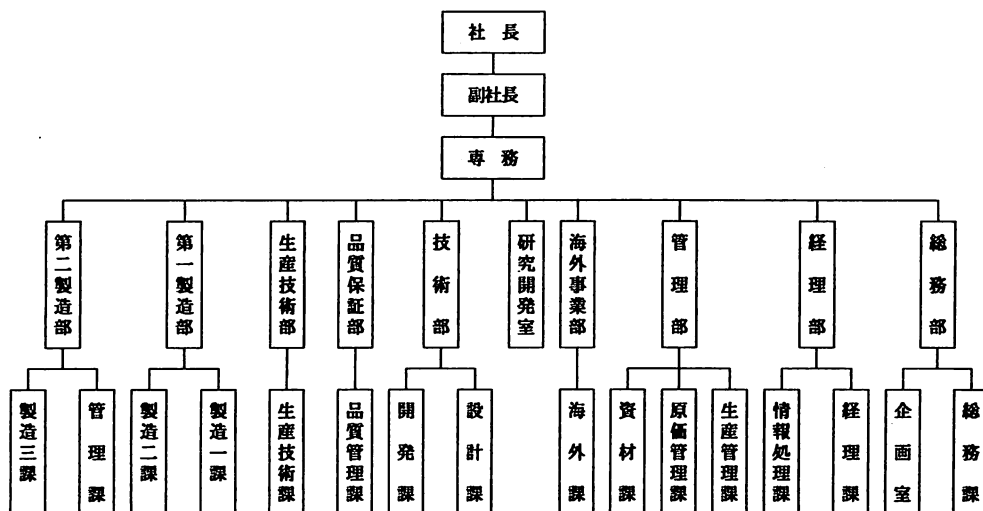 社長
副社長
専務
第二製造部
第一製造部
生産技術部
品質保証部
技術部
研究開発室
海外事業部
管理部
経理部
総務部
製造三課
管理課
製造二課
製造一課
生産技術課
品質管理課
開発課
設計課
海外課
資材課
原価管理課
生産管理課
情報処理課
経理課
企画室
総務課